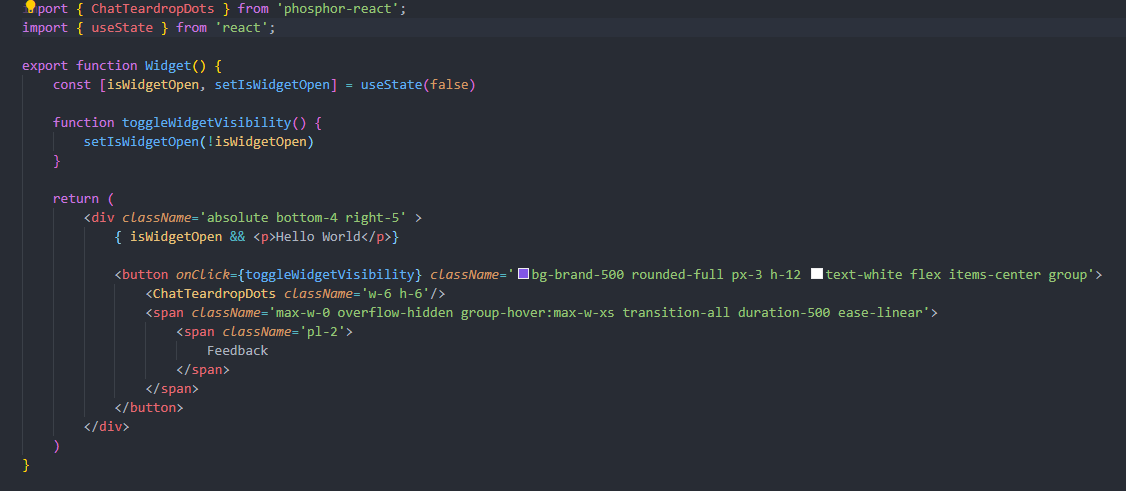 import { ChatTeardropDots } from 'phosphor-react';
import { useState } from 'react';

export function Widget() {
    const [isWidgetOpen, setIsWidgetOpen] = useState(false)

    function toggleWidgetVisibility() {
        setIsWidgetOpen(!isWidgetOpen)
    }

    return (
        <div className='absolute bottom-4 right-5' >
            { isWidgetOpen && <p>Hello World</p>}

            <button onClick={toggleWidgetVisibility} className='bg-brand-500 rounded-full px-3 h-12 text-white flex items-center group'>
                <ChatTeardropDots className='w-6 h-6'/>
                <span className='max-w-0 overflow-hidden group-hover:max-w-xs transition-all duration-500 ease-linear'>
                    <span className='pl-2'>
                        Feedback
                    </span>
                </span>
            </button>
        </div>
    )
}